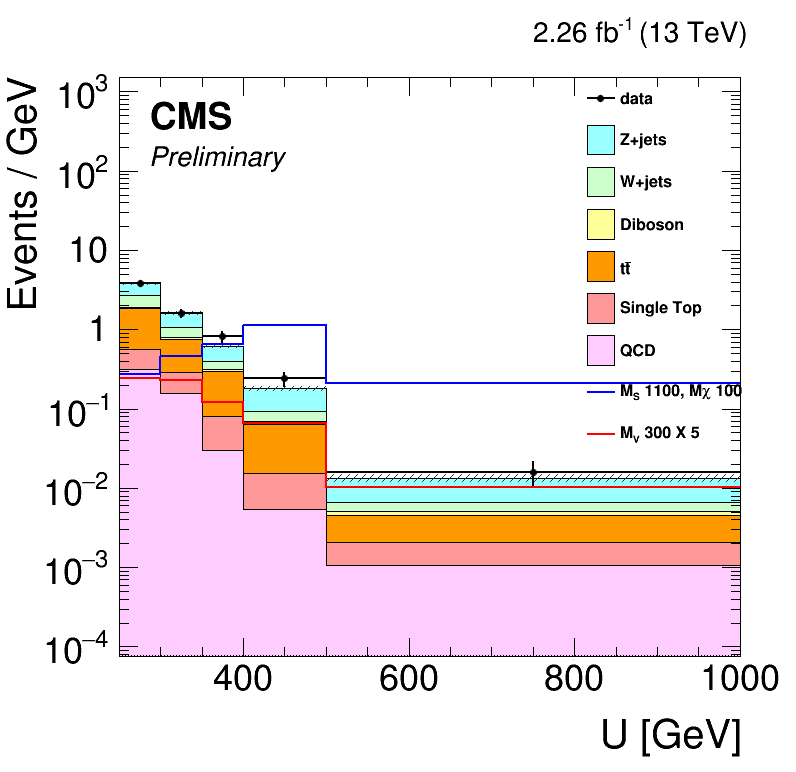 2.26 fb⁻¹ (13 TeV)
Events / GeV
CMS
Preliminary
data
Z+jets
W+jets
Diboson
tt̄
Single Top
QCD
M_S 1100, Mχ 100
M_V 300 X 5
10³
10²
10
1
10⁻¹
10⁻²
10⁻³
10⁻⁴
400 600 800 1000
U [GeV]